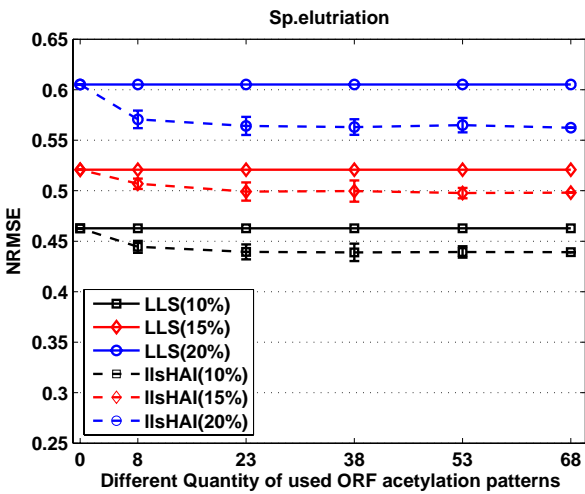 Sp.elutriation
0.65
0.6
0.55
0.5
0.45
0.4
0.35
0.3
0.25
NRMSE
LLS(10%)
LLS(15%)
LLS(20%)
llsHAI(10%)
llsHAI(15%)
llsHAI(20%)
0 8 23 38 53 68
Different Quantity of used ORF acetylation patterns